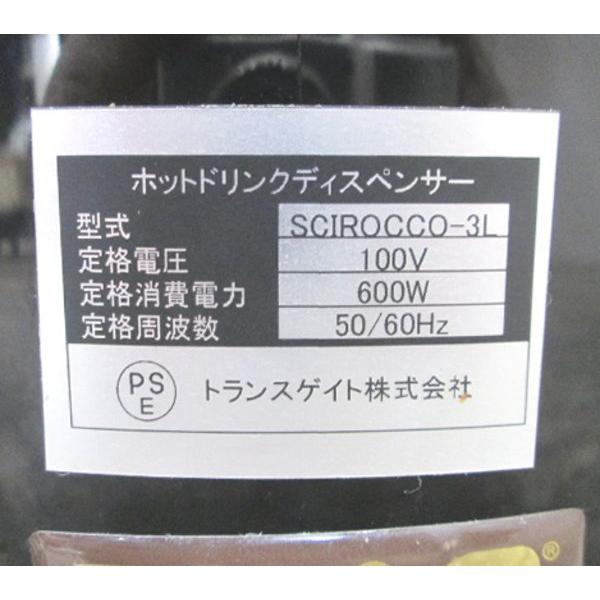 ホットドリンクディスペンサー
型式 SCIROCCO-3L
定格電圧 100V
定格消費電力 600W
定格周波数 50/60Hz
PS
E トランスゲイト株式会社
®